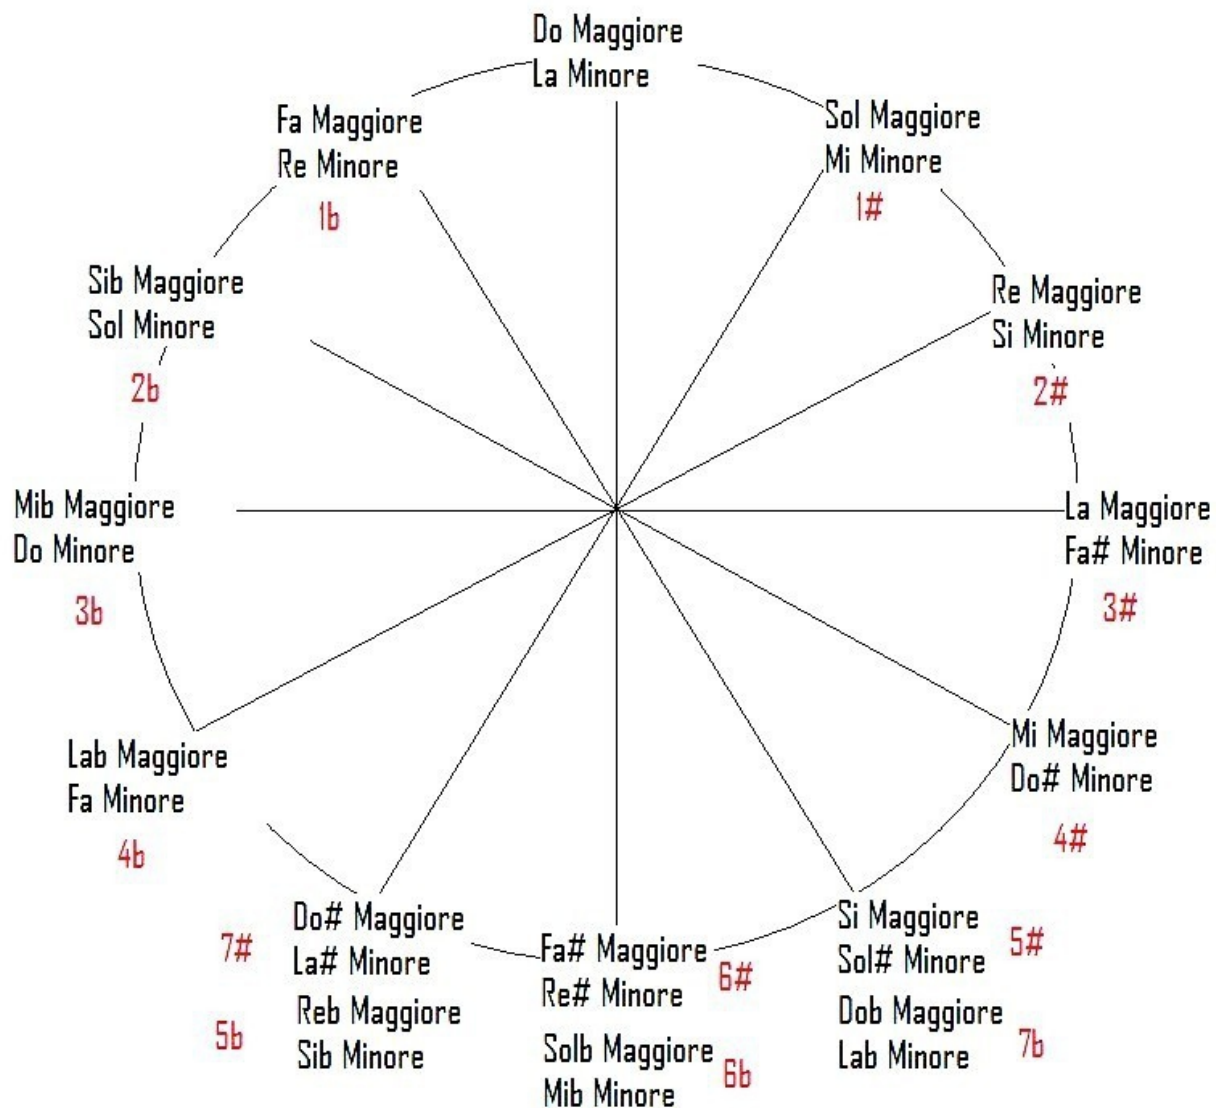 Do Maggiore
La Minore
Sol Maggiore
Mi Minore
1#
Re Maggiore
Si Minore
2#
La Maggiore
Fa# Minore
3#
Mi Maggiore
Do# Minore
4#
Si Maggiore
Sol# Minore
5#
Dob Maggiore
Lab Minore
7b
Fa# Maggiore
Re# Minore
6#
Solb Maggiore
Mib Minore
6b
Do# Maggiore
La# Minore
7#
Reb Maggiore
Sib Minore
5b
Lab Maggiore
Fa Minore
4b
Mib Maggiore
Do Minore
3b
Sib Maggiore
Sol Minore
2b
Fa Maggiore
Re Minore
1b